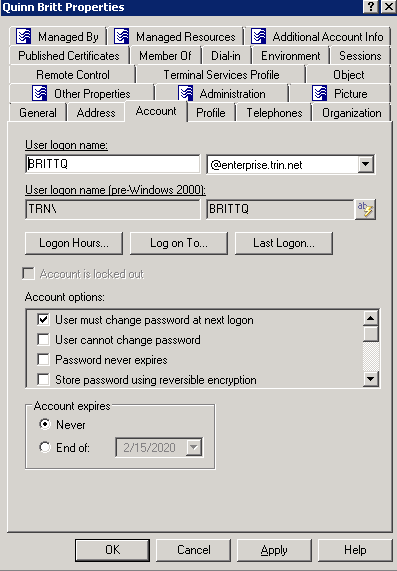 Quinn Britt Properties
Managed By Managed Resources Additional Account Info
Published Certificates Member Of Dial-in Environment Sessions
Remote Control Terminal Services Profile Object
Other Properties Administration Picture
General Address Account Profile Telephones Organization
User logon name:
BRITTQ @enterprise.trin.net
User logon name (pre-Windows 2000):
TRN\ BRITTQ
Logon Hours... Log on To... Last Logon...
Account is locked out
Account options:
User must change password at next logon
User cannot change password
Password never expires
Store password using reversible encryption
Account expires
Never
End of: 2/15/2020
OK Cancel Apply Help